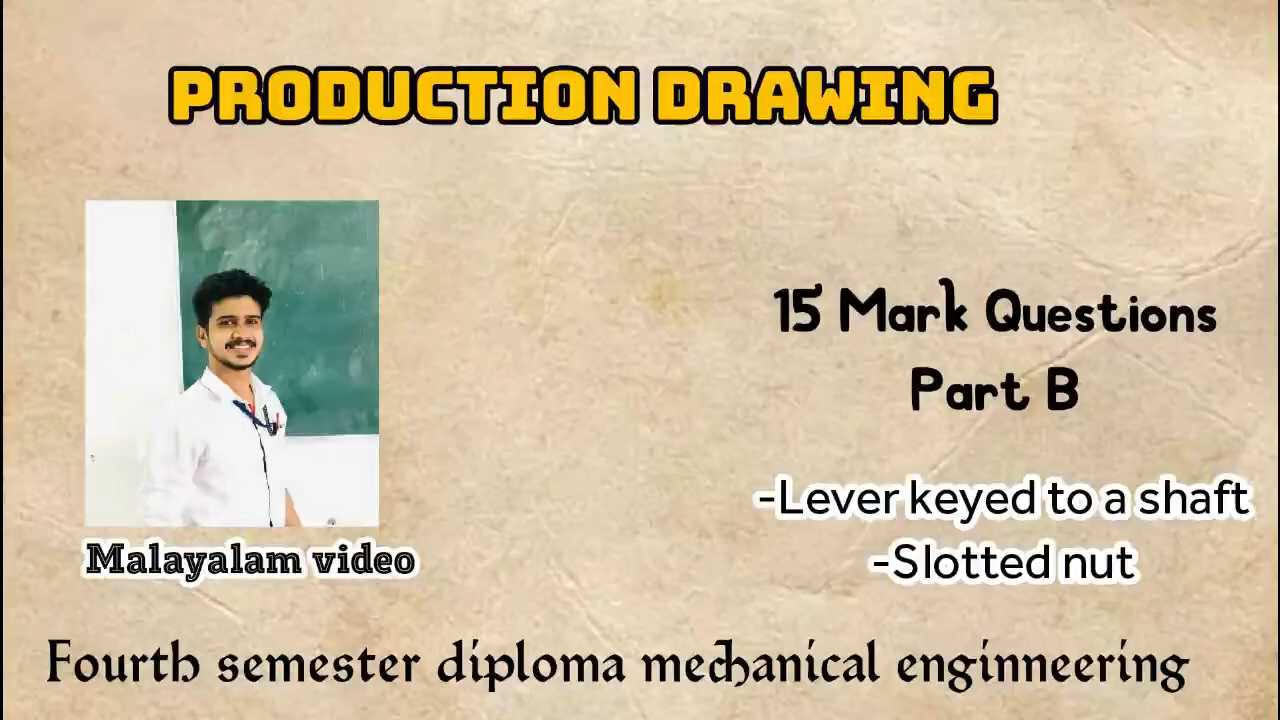 PRODUCTION DRAWING
15 Mark Questions
Part B
-Lever keyed to a shaft
-Slotted nut
Malayalam video
Fourth semester diploma mechanical enginneering